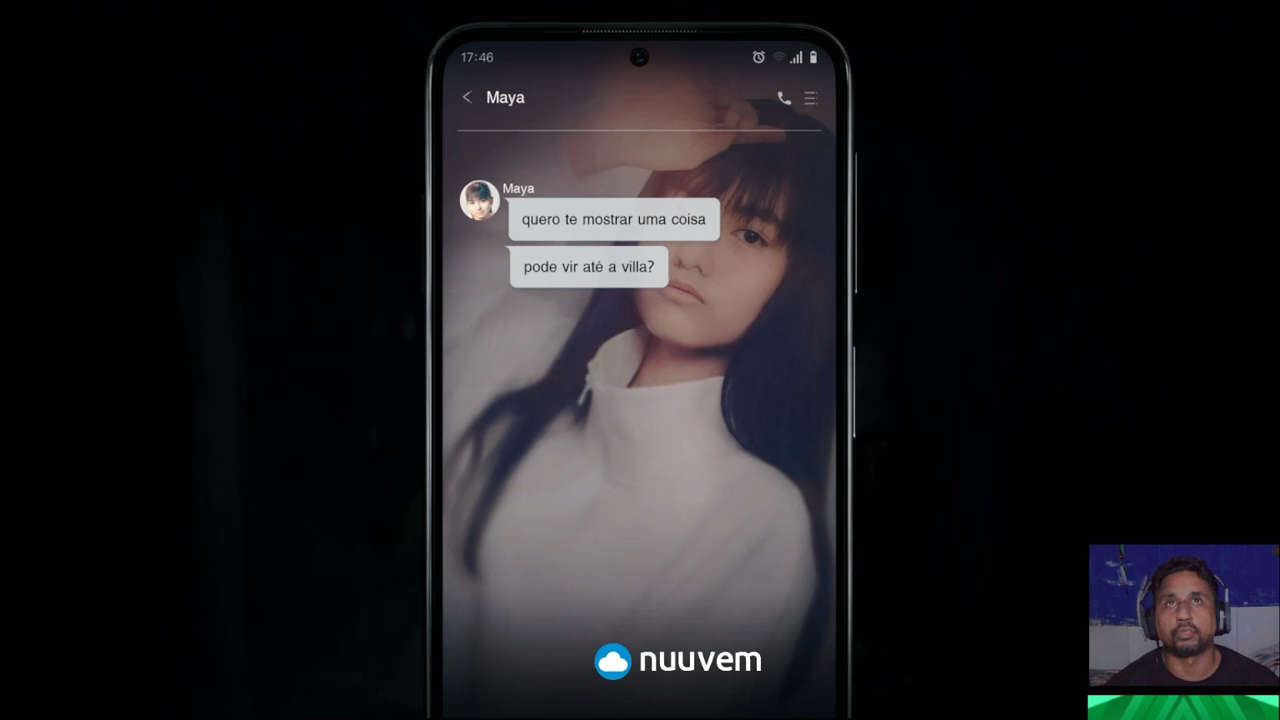 17:46
Maya
Maya
quero te mostrar uma coisa
pode vir até a villa?
nuuvem